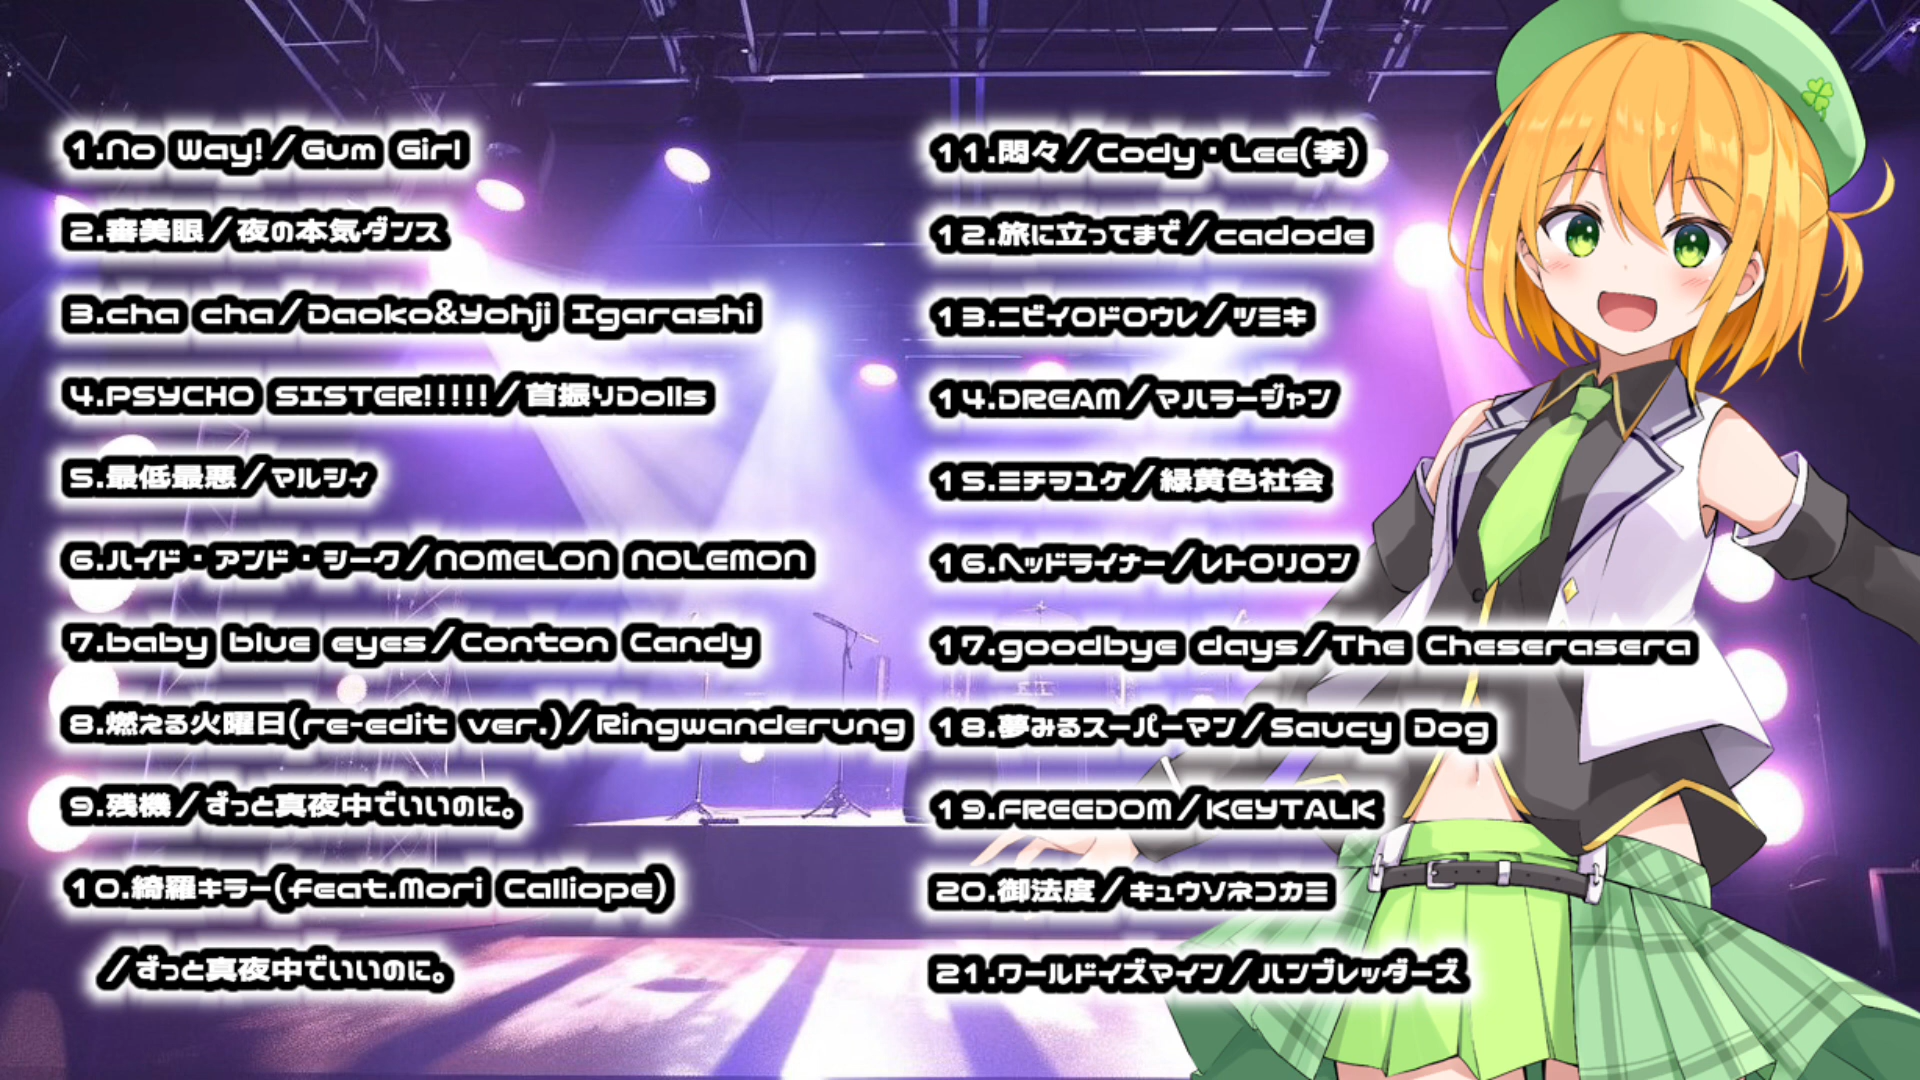 1.No Way!／Gum Girl
2.審美眼／夜の本気ダンス
3.cha cha／Daoko&Yohji Igarashi
4.PSYCHO SISTER!!!!!／首振りDolls
5.最低最悪／マルシィ
6.ハイド・アンド・シーク／NOMELON NOLEMON
7.baby blue eyes／Conton Candy
8.燃える火曜日(re-edit ver.)／Ringwanderung
9.残機／ずっと真夜中でいいのに。
10.綺羅キラー(feat.Mori Calliope)
／ずっと真夜中でいいのに。
11.悶々／Cody・Lee(李)
12.旅に立ってまで／cadode
13.ニビイロドロウレ／ツミキ
14.DREAM／マハラージャン
15.ミチヲユケ／緑黄色社会
16.ヘッドライナー／レトロリロン
17.goodbye days／The Cheserasera
18.夢みるスーパーマン／Saucy Dog
19.FREEDOM／KEYTALK
20.御法度／キュウソネコカミ
21.ワールドイズマイン／ハンブレッダーズ